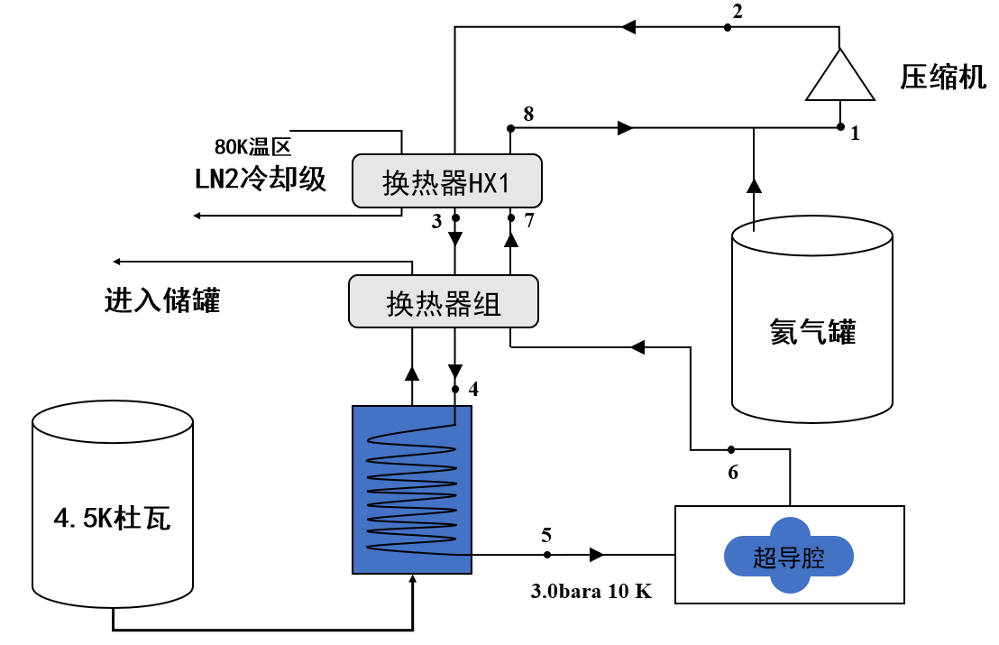 2
压缩机
8
1
80K温区
LN2冷却级
换热器HX1
3
7
进入储罐
换热器组
氦气罐
4
6
4.5K杜瓦
5
超导腔
3.0bara 10 K